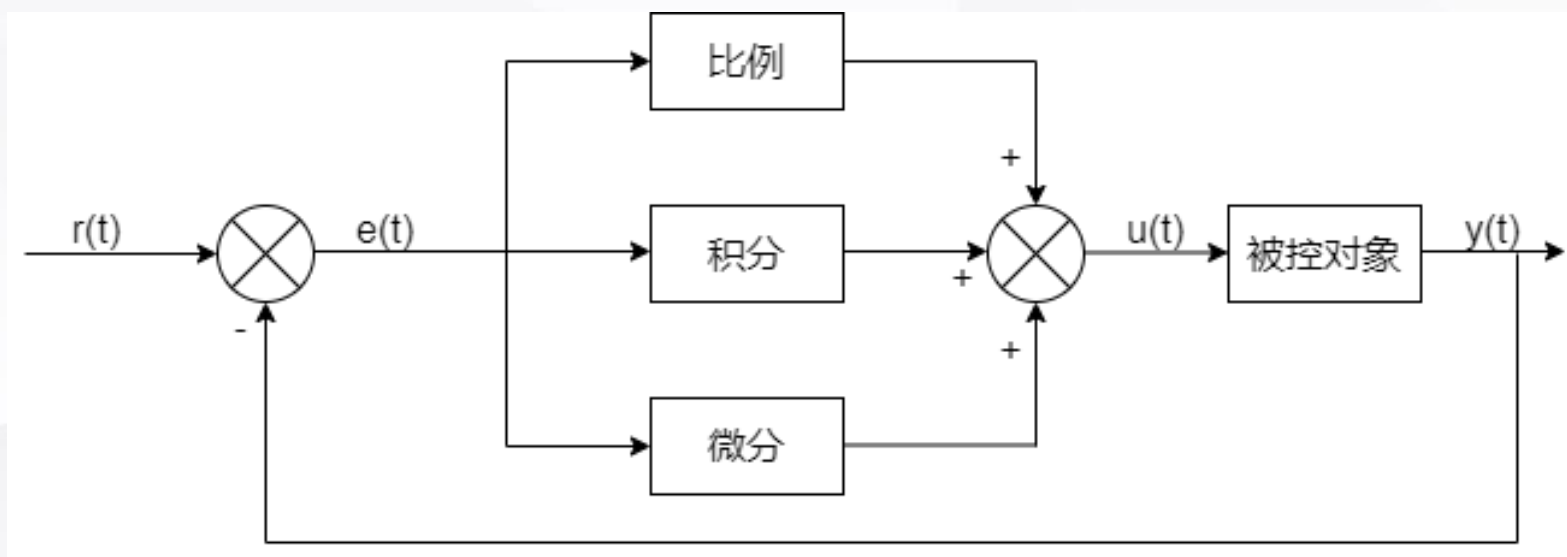 比例
+
r(t)
e(t)
积分
+
u(t)
被控对象
y(t)
-
+
微分